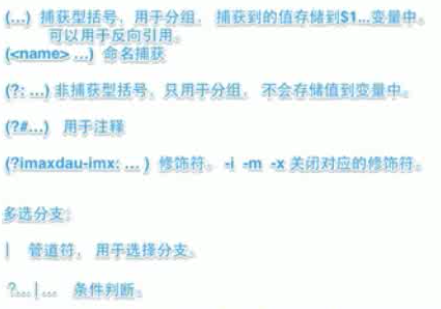 (...) 捕获型括号，用于分组， 捕获到的值存储到$1...变量中。
可以用于反向引用。
(<name> ...) 命名捕获
(?: ...) 非捕获型括号，只用于分组， 不会存储值到变量中。
(?#...) 用于注释
(?imaxdau-imx: ... ) 修饰符。 -i -m -x 关闭对应的修饰符。
多选分支：
| 管道符， 用于选择分支。
?...|... 条件判断。